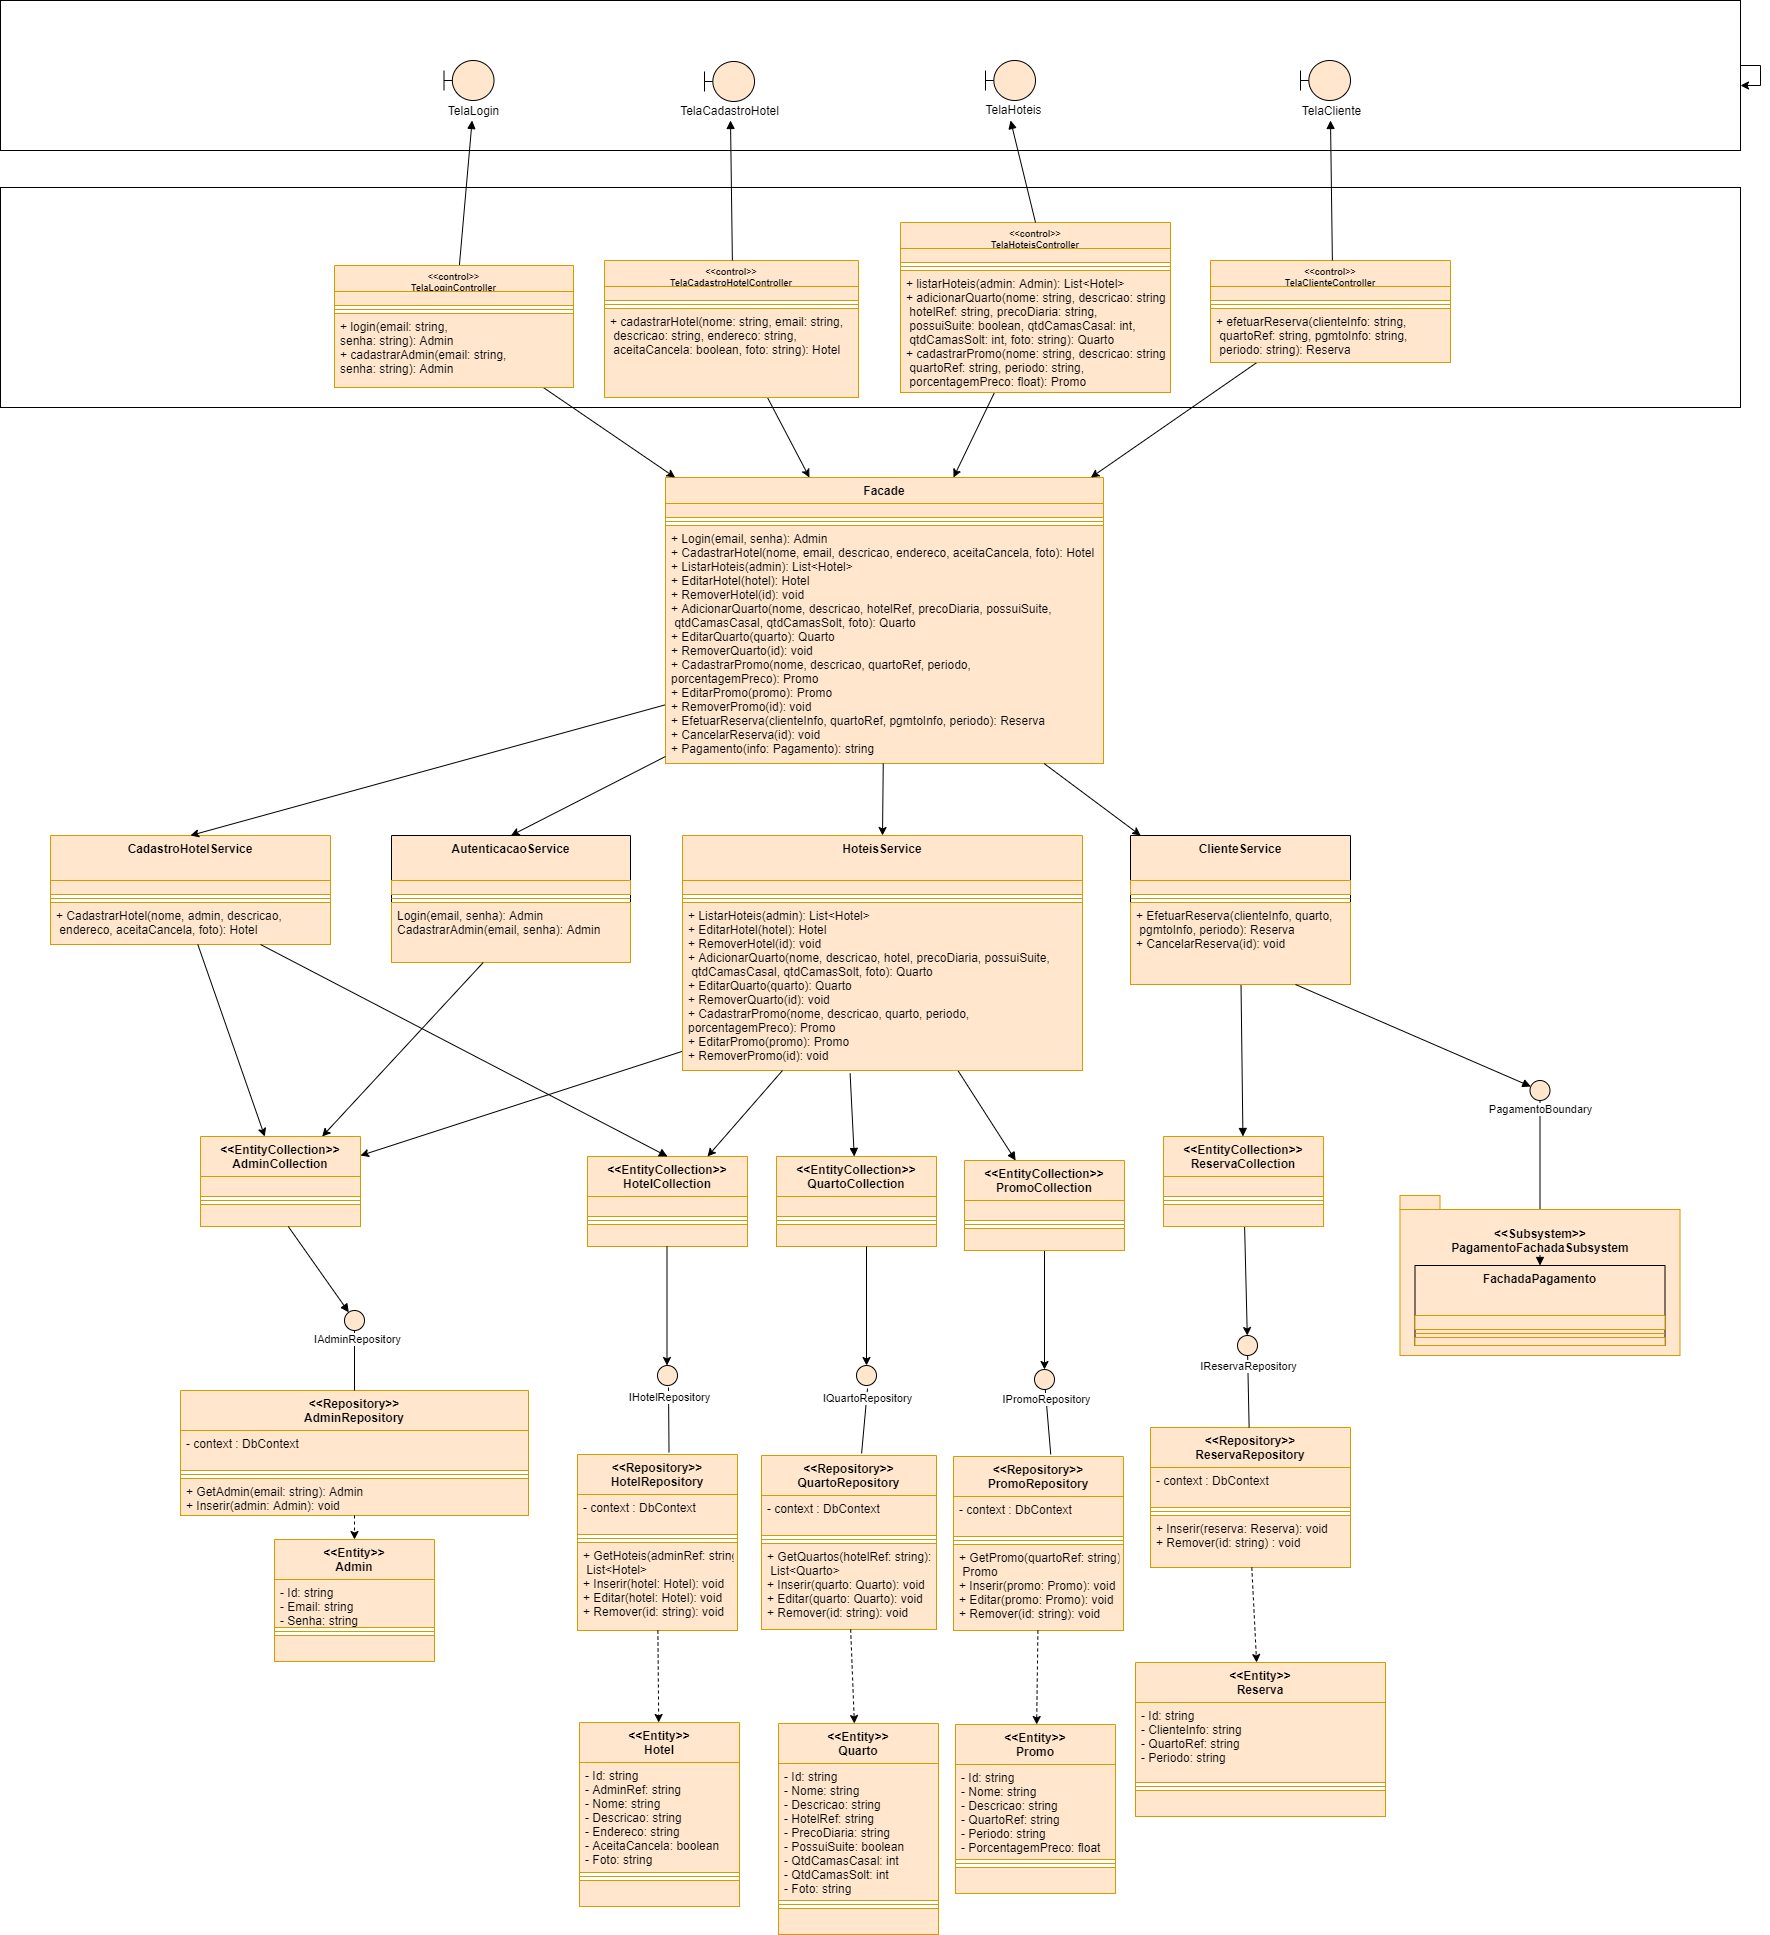 TelaLogin
TelaCadastroHotel
TelaHoteis
TelaCliente
<<control>>
TelaLoginController
+ login(email: string,
senha: string): Admin
+ cadastrarAdmin(email: string,
senha: string): Admin
<<control>>
TelaCadastroHotelController
+ cadastrarHotel(nome: string, email: string,
descricao: string, endereco: string,
aceitaCancela: boolean, foto: string): Hotel
<<control>>
TelaHoteisController
+ listarHoteis(admin: Admin): List<Hotel>
+ adicionarQuarto(nome: string, descricao: string
hotelRef: string, precoDiaria: string,
possuiSuite: boolean, qtdCamasCasal: int,
qtdCamasSolt: int, foto: string): Quarto
+ cadastrarPromo(nome: string, descricao: string
quartoRef: string, periodo: string,
porcentagemPreco: float): Promo
<<control>>
TelaClienteController
+ efetuarReserva(clienteInfo: string,
quartoRef: string, pgmtoInfo: string,
periodo: string): Reserva
Facade
+ Login(email, senha): Admin
+ CadastrarHotel(nome, email, descricao, endereco, aceitaCancela, foto): Hotel
+ ListarHoteis(admin): List<Hotel>
+ EditarHotel(hotel): Hotel
+ RemoverHotel(id): void
+ AdicionarQuarto(nome, descricao, hotelRef, precoDiaria, possuiSuite,
qtdCamasCasal, qtdCamasSolt, foto): Quarto
+ EditarQuarto(quarto): Quarto
+ RemoverQuarto(id): void
+ CadastrarPromo(nome, descricao, quartoRef, periodo,
porcentagemPreco): Promo
+ EditarPromo(promo): Promo
+ RemoverPromo(id): void
+ EfetuarReserva(clienteInfo, quartoRef, pgmtoInfo, periodo): Reserva
+ CancelarReserva(id): void
+ Pagamento(info: Pagamento): string
CadastroHotelService
+ CadastrarHotel(nome, admin, descricao,
endereco, aceitaCancela, foto): Hotel
AutenticacaoService
Login(email, senha): Admin
CadastrarAdmin(email, senha): Admin
HoteisService
+ ListarHoteis(admin): List<Hotel>
+ EditarHotel(hotel): Hotel
+ RemoverHotel(id): void
+ AdicionarQuarto(nome, descricao, hotel, precoDiaria, possuiSuite,
qtdCamasCasal, qtdCamasSolt, foto): Quarto
+ EditarQuarto(quarto): Quarto
+ RemoverQuarto(id): void
+ CadastrarPromo(nome, descricao, quarto, periodo,
porcentagemPreco): Promo
+ EditarPromo(promo): Promo
+ RemoverPromo(id): void
ClienteService
+ EfetuarReserva(clienteInfo, quarto,
pgmtoInfo, periodo): Reserva
+ CancelarReserva(id): void
PagamentoBoundary
<<EntityCollection>>
AdminCollection
<<EntityCollection>>
HotelCollection
<<EntityCollection>>
QuartoCollection
<<EntityCollection>>
PromoCollection
<<EntityCollection>>
ReservaCollection
<<Subsystem>>
PagamentoFachadaSubsystem
FachadaPagamento
IAdminRepository
IHotelRepository
IQuartoRepository
IPromoRepository
IReservaRepository
<<Repository>>
AdminRepository
- context : DbContext
+ GetAdmin(email: string): Admin
+ Inserir(admin: Admin): void
<<Repository>>
HotelRepository
- context : DbContext
+ GetHoteis(adminRef: string
List<Hotel>
+ Inserir(hotel: Hotel): void
+ Editar(hotel: Hotel): void
+ Remover(id: string): void
<<Repository>>
QuartoRepository
- context : DbContext
+ GetQuartos(hotelRef: string):
List<Quarto>
+ Inserir(quarto: Quarto): void
+ Editar(quarto: Quarto): void
+ Remover(id: string): void
<<Repository>>
PromoRepository
- context : DbContext
+ GetPromo(quartoRef: string)
Promo
+ Inserir(promo: Promo): void
+ Editar(promo: Promo): void
+ Remover(id: string): void
<<Repository>>
ReservaRepository
- context : DbContext
+ Inserir(reserva: Reserva): void
+ Remover(id: string) : void
<<Entity>>
Admin
- Id: string
- Email: string
- Senha: string
<<Entity>>
Hotel
- Id: string
- AdminRef: string
- Nome: string
- Descricao: string
- Endereco: string
- AceitaCancela: boolean
- Foto: string
<<Entity>>
Quarto
- Id: string
- Nome: string
- Descricao: string
- HotelRef: string
- PrecoDiaria: string
- PossuiSuite: boolean
- QtdCamasCasal: int
- QtdCamasSolt: int
- Foto: string
<<Entity>>
Promo
- Id: string
- Nome: string
- Descricao: string
- QuartoRef: string
- Periodo: string
- PorcentagemPreco: float
<<Entity>>
Reserva
- Id: string
- ClienteInfo: string
- QuartoRef: string
- Periodo: string